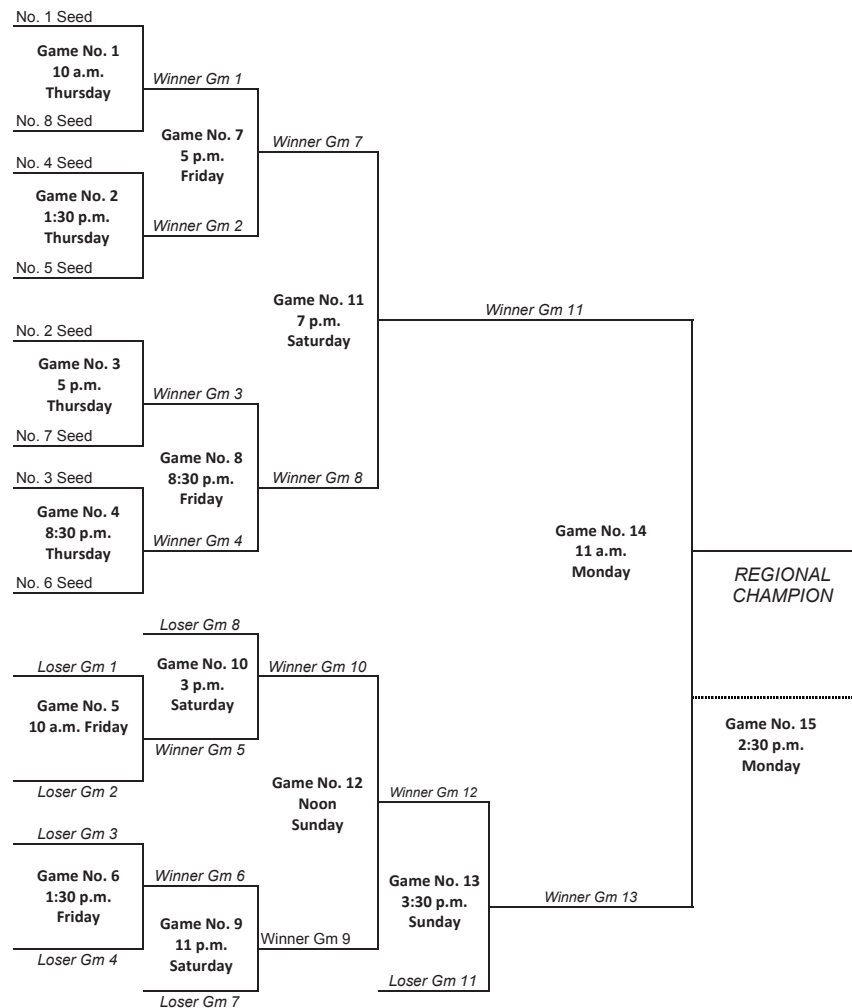 No. 1 Seed
Game No. 1
10 a.m.
Thursday
Winner Gm 1
No. 8 Seed
Game No. 7
5 p.m.
Friday
Winner Gm 7
No. 4 Seed
Game No. 2
1:30 p.m.
Thursday
Winner Gm 2
No. 5 Seed
Game No. 11
7 p.m.
Saturday
Winner Gm 11
No. 2 Seed
Game No. 3
5 p.m.
Thursday
Winner Gm 3
No. 7 Seed
Game No. 8
8:30 p.m.
Friday
Winner Gm 8
No. 3 Seed
Game No. 4
8:30 p.m.
Thursday
Winner Gm 4
No. 6 Seed
Game No. 14
11 a.m.
Monday
REGIONAL
CHAMPION
Loser Gm 8
Loser Gm 1
Game No. 10
3 p.m.
Saturday
Winner Gm 10
Game No. 5
10 a.m. Friday
Winner Gm 5
Loser Gm 2
Game No. 15
2:30 p.m.
Monday
Game No. 12
Noon
Sunday
Winner Gm 12
Loser Gm 3
Game No. 6
1:30 p.m.
Friday
Winner Gm 6
Loser Gm 4
Game No. 9
11 p.m.
Saturday
Winner Gm 9
Loser Gm 7
Game No. 13
3:30 p.m.
Sunday
Winner Gm 13
Loser Gm 11